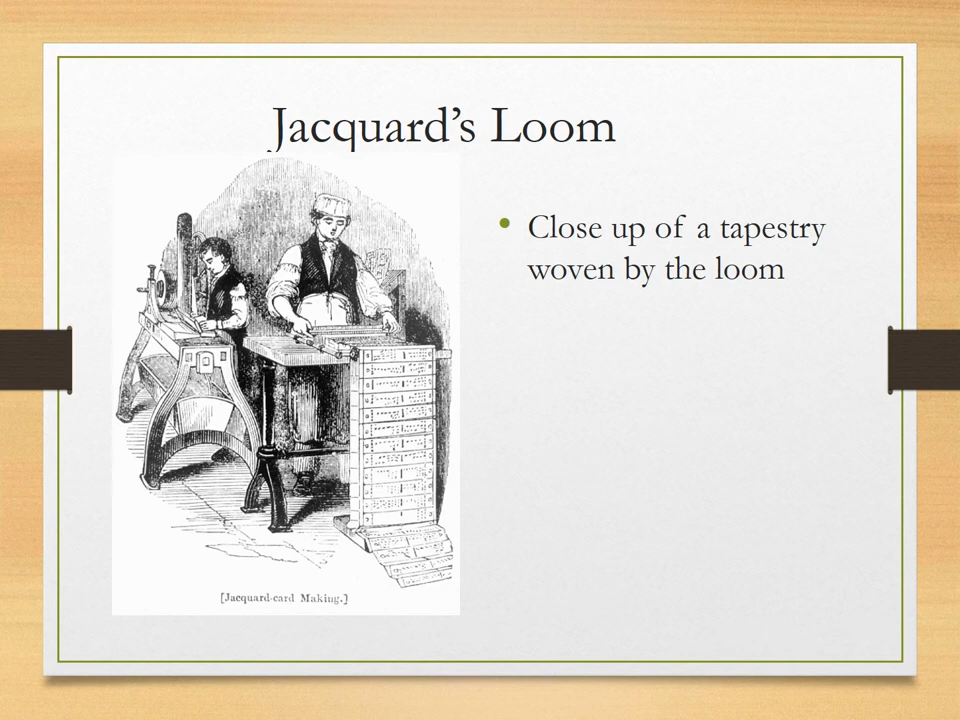 Jacquard’s Loom
• Close up of a tapestry
woven by the loom
[Jacquard-card Making.]